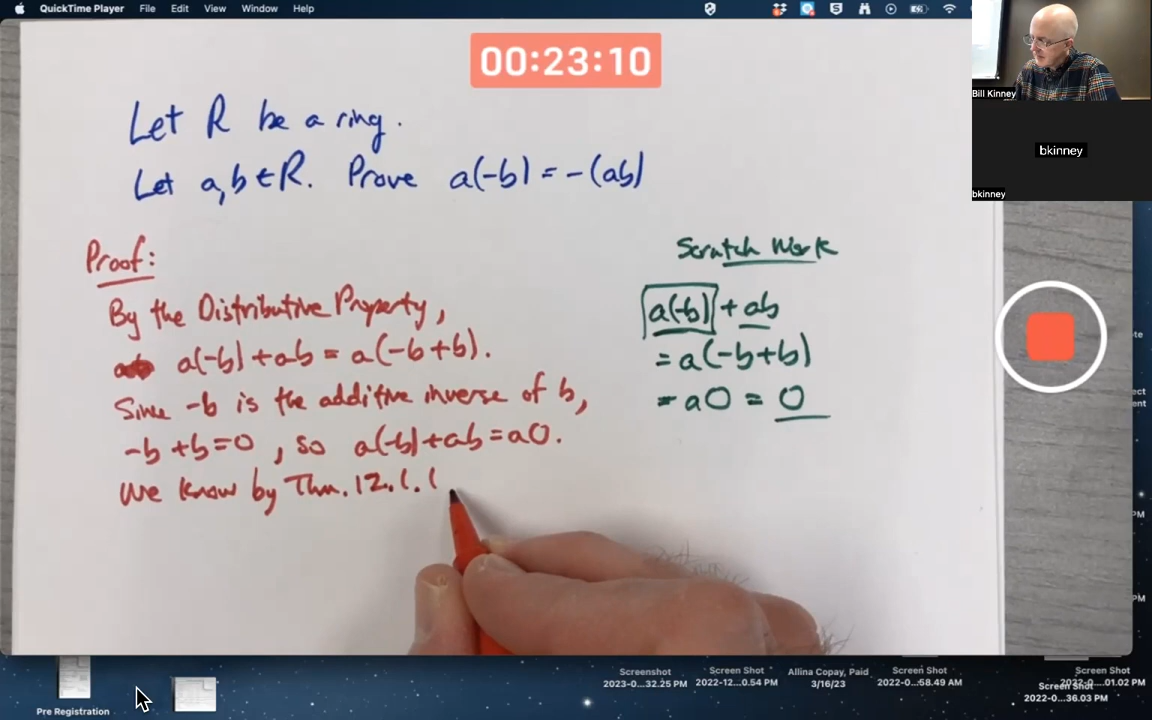 QuickTime Player File Edit View Window Help
00:23:10
Bill Kinney
bkinney
bkinney
Let R be a ring.
Let a, b ∈ R. Prove a(-b) = -(ab)
Proof:
By the Distributive Property,
a(-b) + ab = a(-b + b).
Since -b is the additive inverse of b,
-b + b = 0, so a(-b) + ab = a0.
We know by Thm. 12.1.1
Scratch Work
a(-b) + ab
= a(-b + b)
= a0 = 0
Pre Registration
Screenshot
2023-0...32.25 PM
Screen Shot
2022-12...0.54 PM
Allina Copay, Paid
3/16/23
Screen Shot
2022-0...58.49 AM
Screen Shot
2022-0...36.03 PM
2022-0...01.02 PM
PM
PM
PM